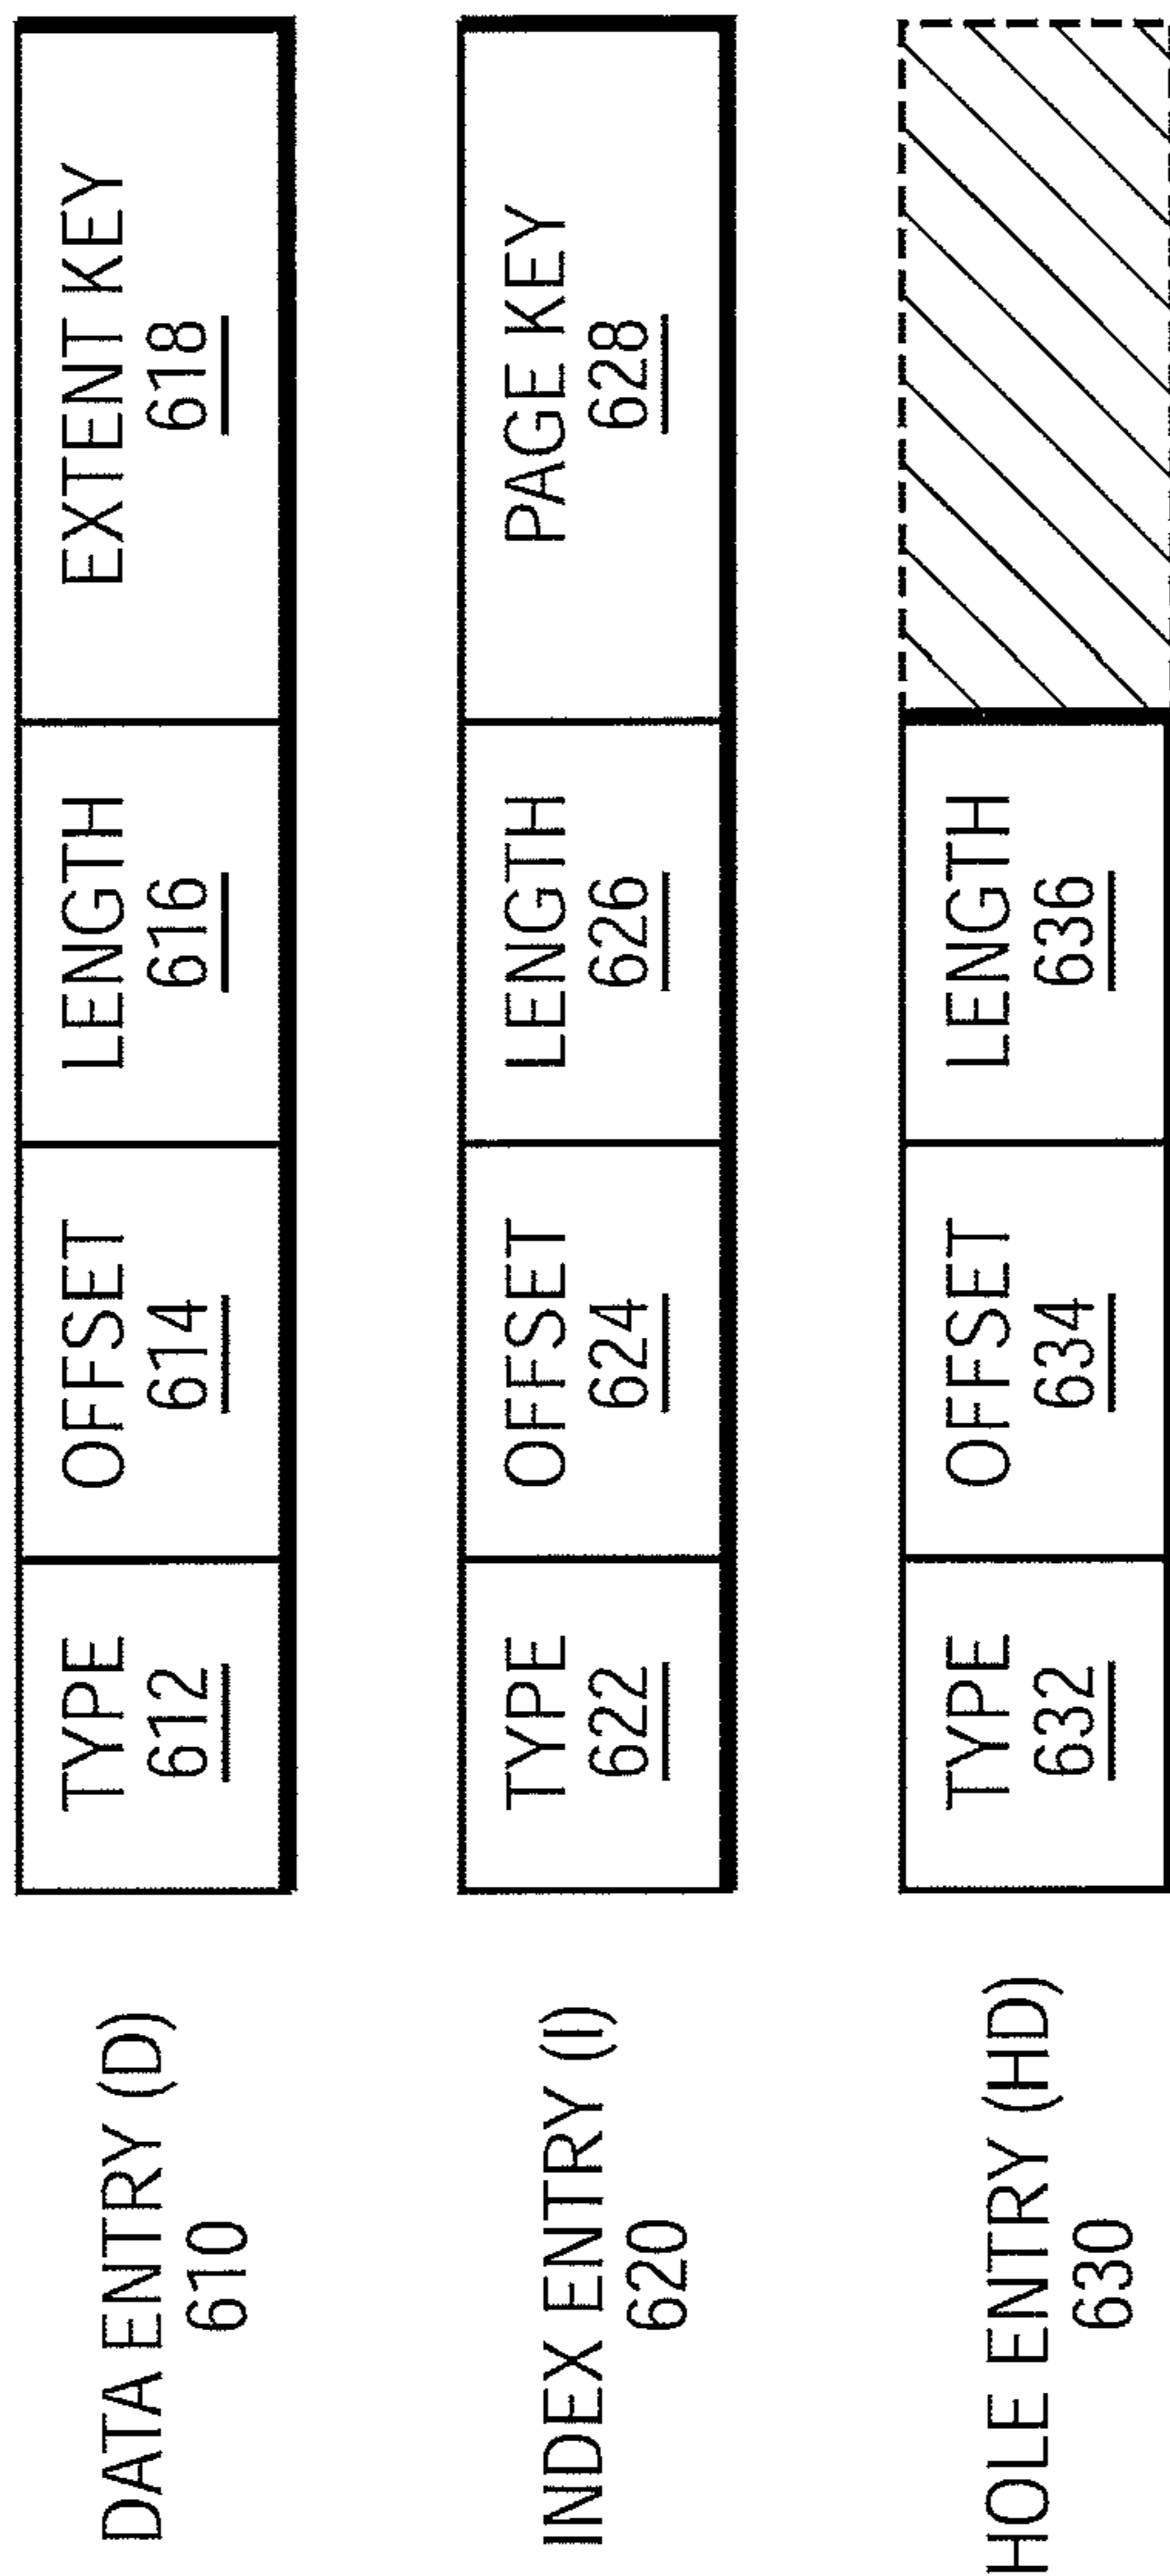 DATA ENTRY (D)
610
TYPE
612
OFFSET
614
LENGTH
616
EXTENT KEY
618
INDEX ENTRY (I)
620
TYPE
622
OFFSET
624
LENGTH
626
PAGE KEY
628
HOLE ENTRY (HD)
630
TYPE
632
OFFSET
634
LENGTH
636